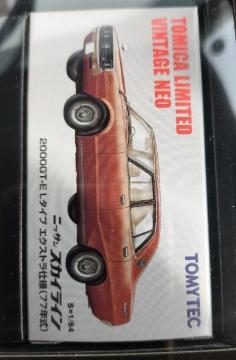 TOMICA LIMITED
VINTAGE NEO
TOMYTEC
ニッサン スカイライン
S=1/64
2000GT-E Lタイプ エクストラ仕様(77年式)